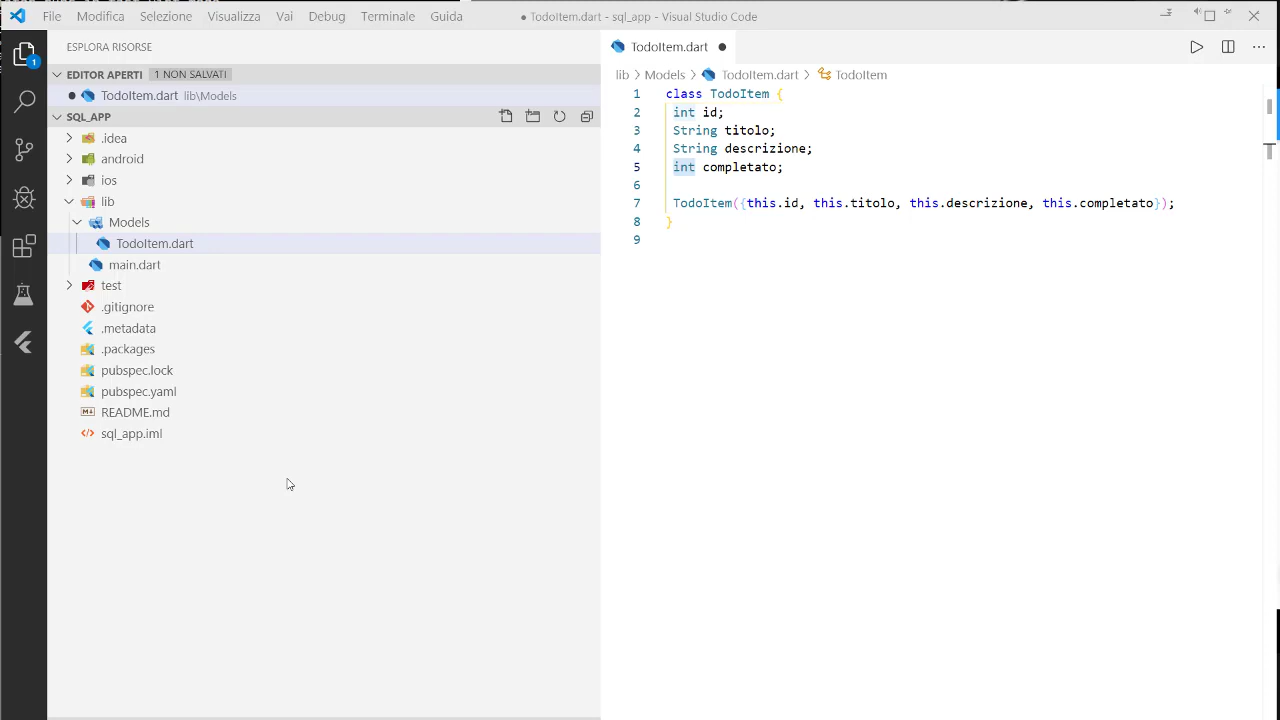 File Modifica Selezione Visualizza Vai Debug Terminale Guida ● TodoItem.dart - sql_app - Visual Studio Code
ESPLORA RISORSE
EDITOR APERTI 1 NON SALVATI
● TodoItem.dart lib\Models
SQL_APP
.idea
android
ios
lib
Models
TodoItem.dart
main.dart
test
.gitignore
.metadata
.packages
pubspec.lock
pubspec.yaml
README.md
sql_app.iml
1
TodoItem.dart ●
lib > Models > TodoItem.dart > TodoItem
1 class TodoItem {
2 int id;
3 String titolo;
4 String descrizione;
5 int completato;
6
7 TodoItem({this.id, this.titolo, this.descrizione, this.completato});
8 }
9